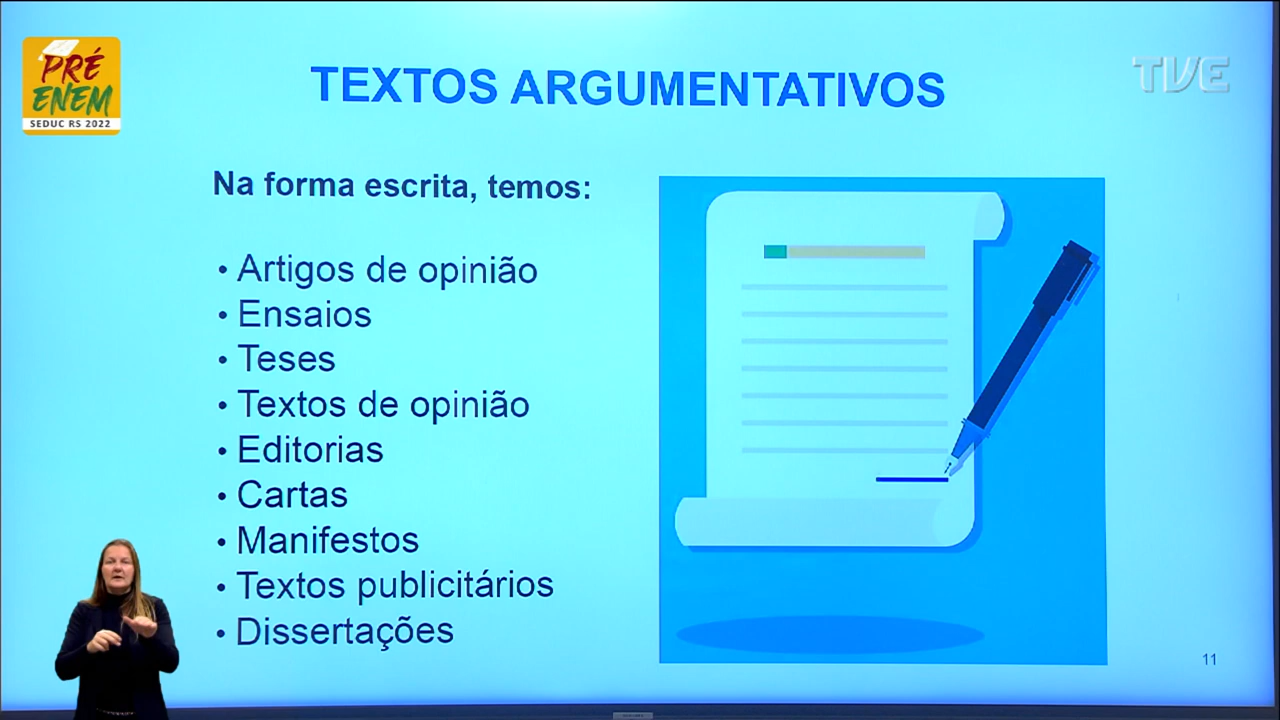 PRÉ
ENEM
SEDUC RS 2022
TEXTOS ARGUMENTATIVOS
TVE
Na forma escrita, temos:
• Artigos de opinião
• Ensaios
• Teses
• Textos de opinião
• Editorias
• Cartas
• Manifestos
• Textos publicitários
• Dissertações
11